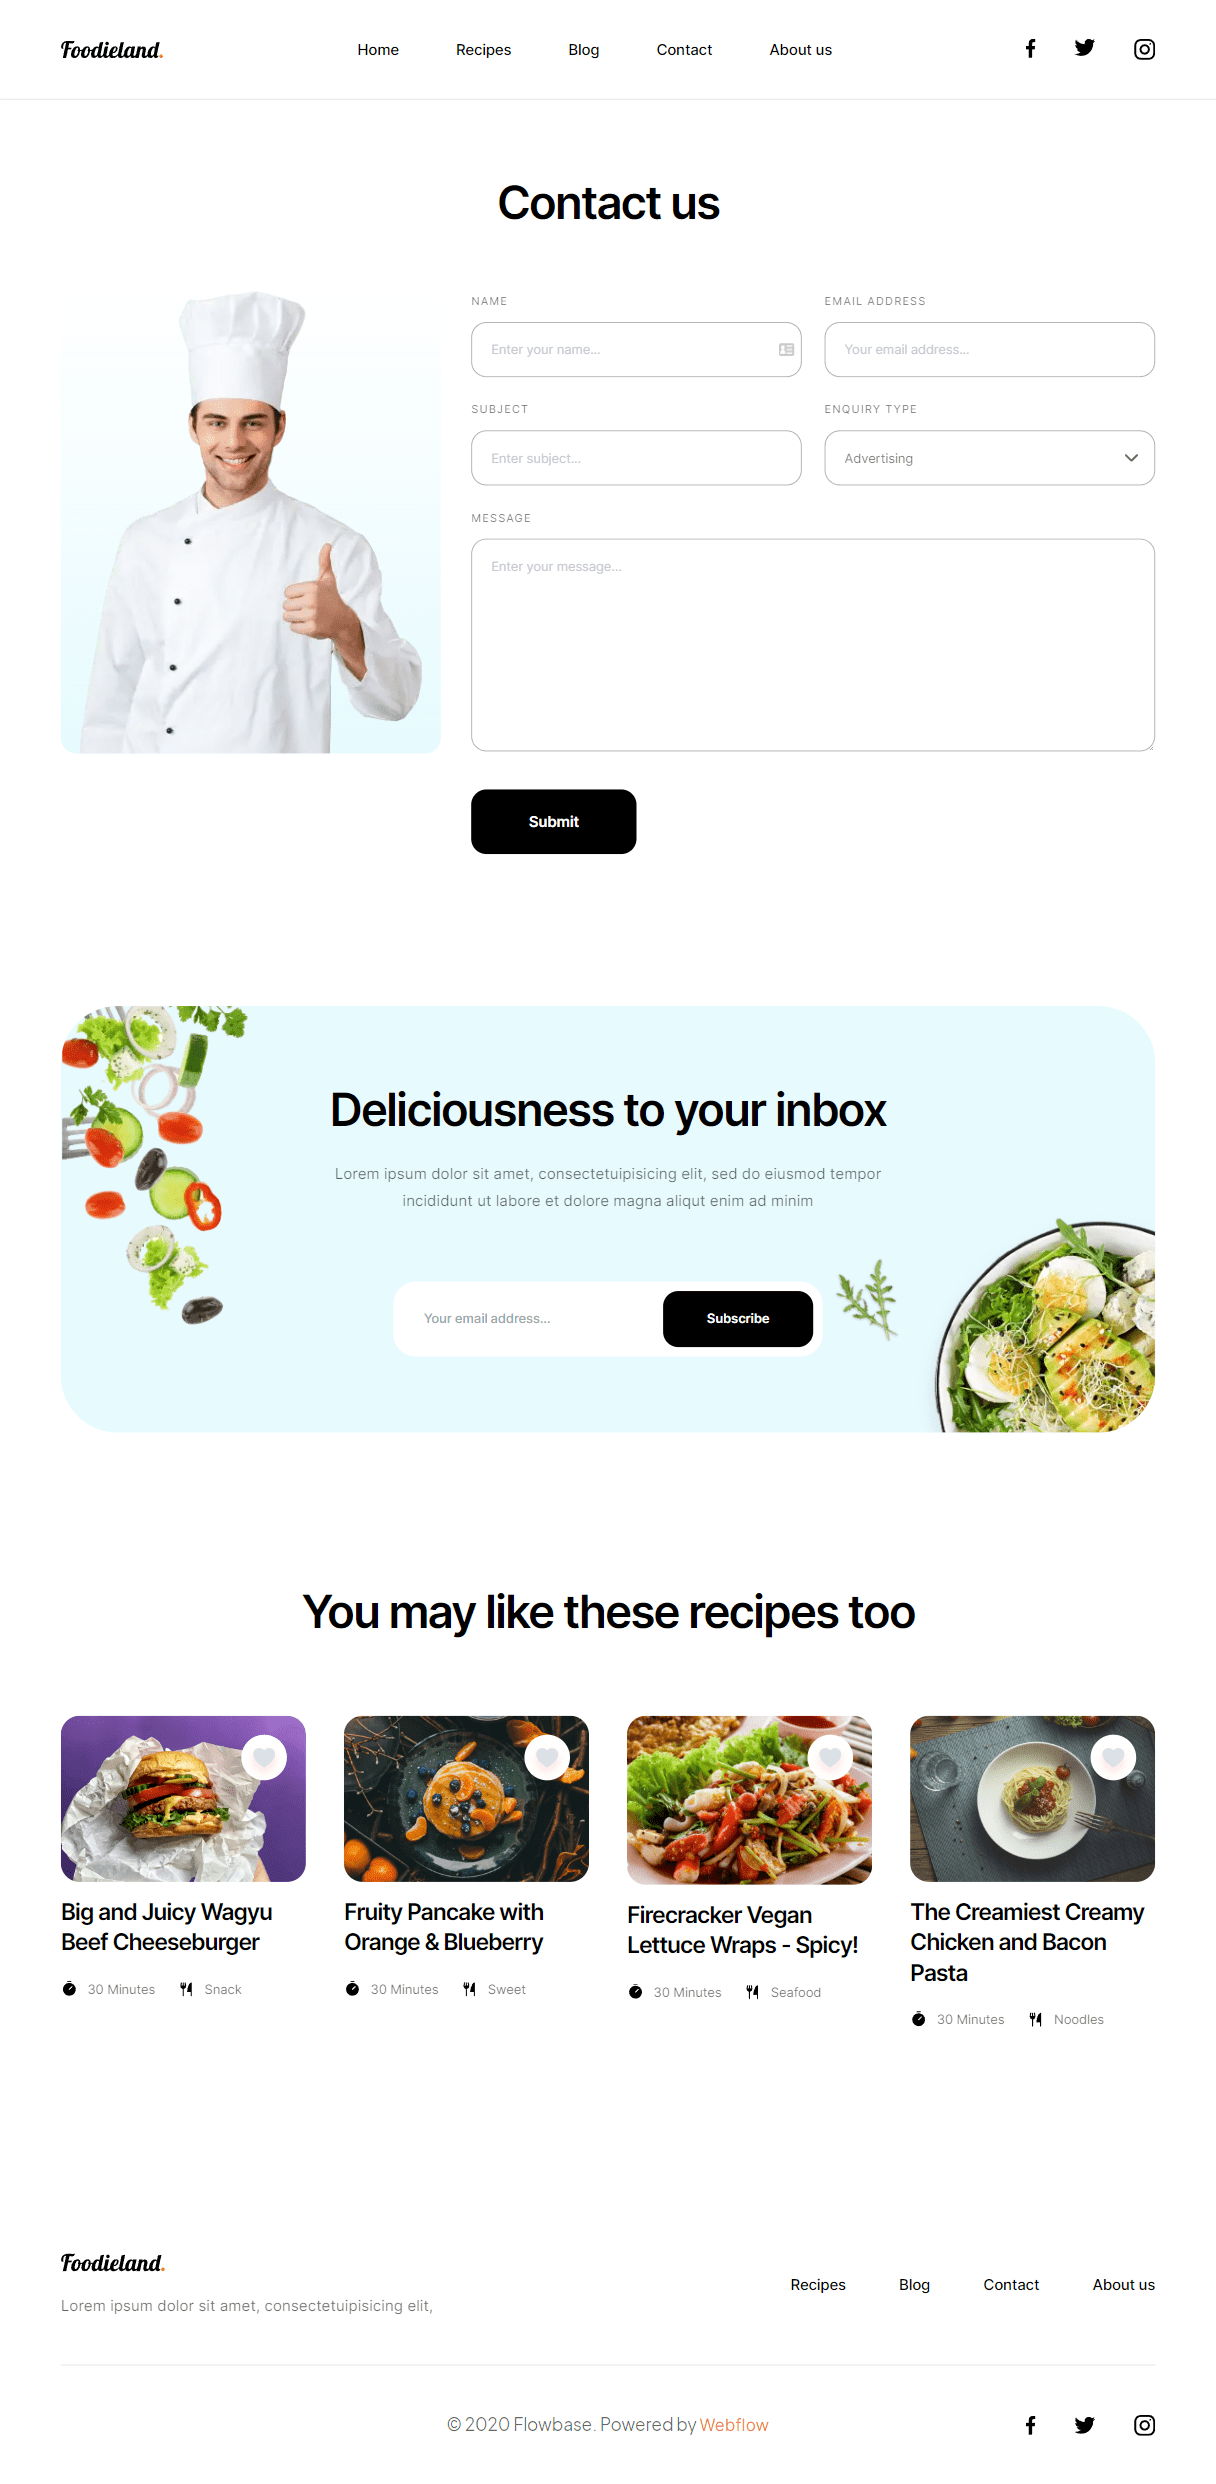 Foodieland.
Home Recipes Blog Contact About us
Contact us
NAME EMAIL ADDRESS
Enter your name... Your email address...
SUBJECT ENQUIRY TYPE
Enter subject... Advertising
MESSAGE
Enter your message...
Submit
Deliciousness to your inbox
Lorem ipsum dolor sit amet, consectetuipisicing elit, sed do eiusmod tempor
incididunt ut labore et dolore magna aliqut enim ad minim
Your email address... Subscribe
You may like these recipes too
Big and Juicy Wagyu
Beef Cheeseburger
30 Minutes Snack
Fruity Pancake with
Orange & Blueberry
30 Minutes Sweet
Firecracker Vegan
Lettuce Wraps - Spicy!
30 Minutes Seafood
The Creamiest Creamy
Chicken and Bacon
Pasta
30 Minutes Noodles
Foodieland.
Lorem ipsum dolor sit amet, consectetuipisicing elit,
Recipes Blog Contact About us
© 2020 Flowbase. Powered by Webflow